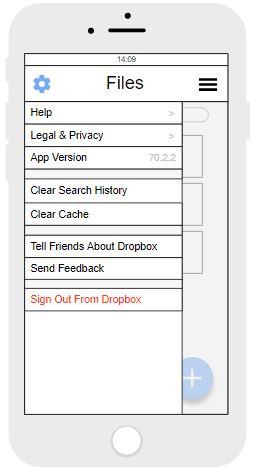 14:09
Files
Help >
Legal & Privacy >
App Version 70.2.2
Clear Search History
Clear Cache
Tell Friends About Dropbox
Send Feedback
Sign Out From Dropbox